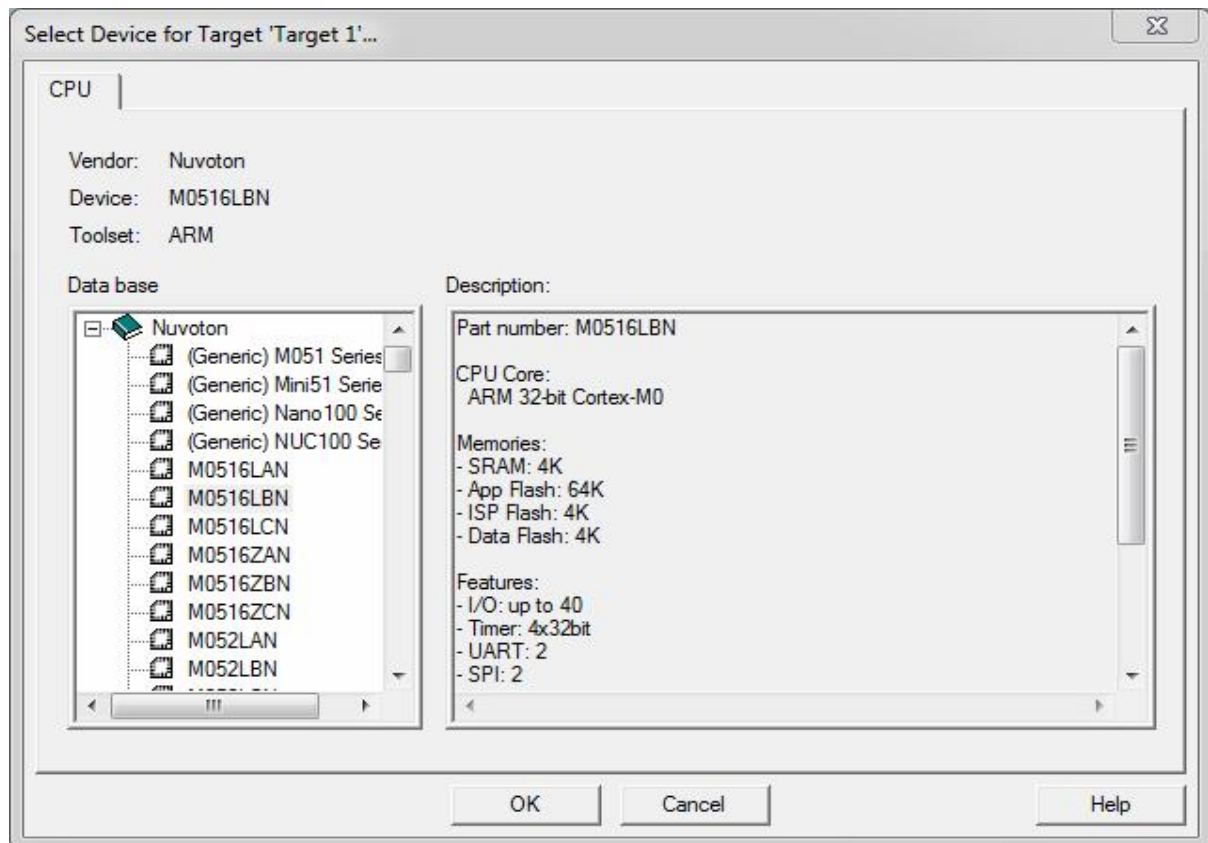 Select Device for Target 'Target 1'...
CPU
Vendor: Nuvoton
Device: M0516LBN
Toolset: ARM
Data base
Nuvoton
(Generic) M051 Series
(Generic) Mini51 Serie
(Generic) Nano100 Se
(Generic) NUC100 Se
M0516LAN
M0516LBN
M0516LCN
M0516ZAN
M0516ZBN
M0516ZCN
M052LAN
M052LBN
Description:
Part number: M0516LBN
CPU Core:
ARM 32-bit Cortex-M0
Memories:
- SRAM: 4K
- App Flash: 64K
- ISP Flash: 4K
- Data Flash: 4K
Features:
- I/O: up to 40
- Timer: 4x32bit
- UART: 2
- SPI: 2
OK
Cancel
Help